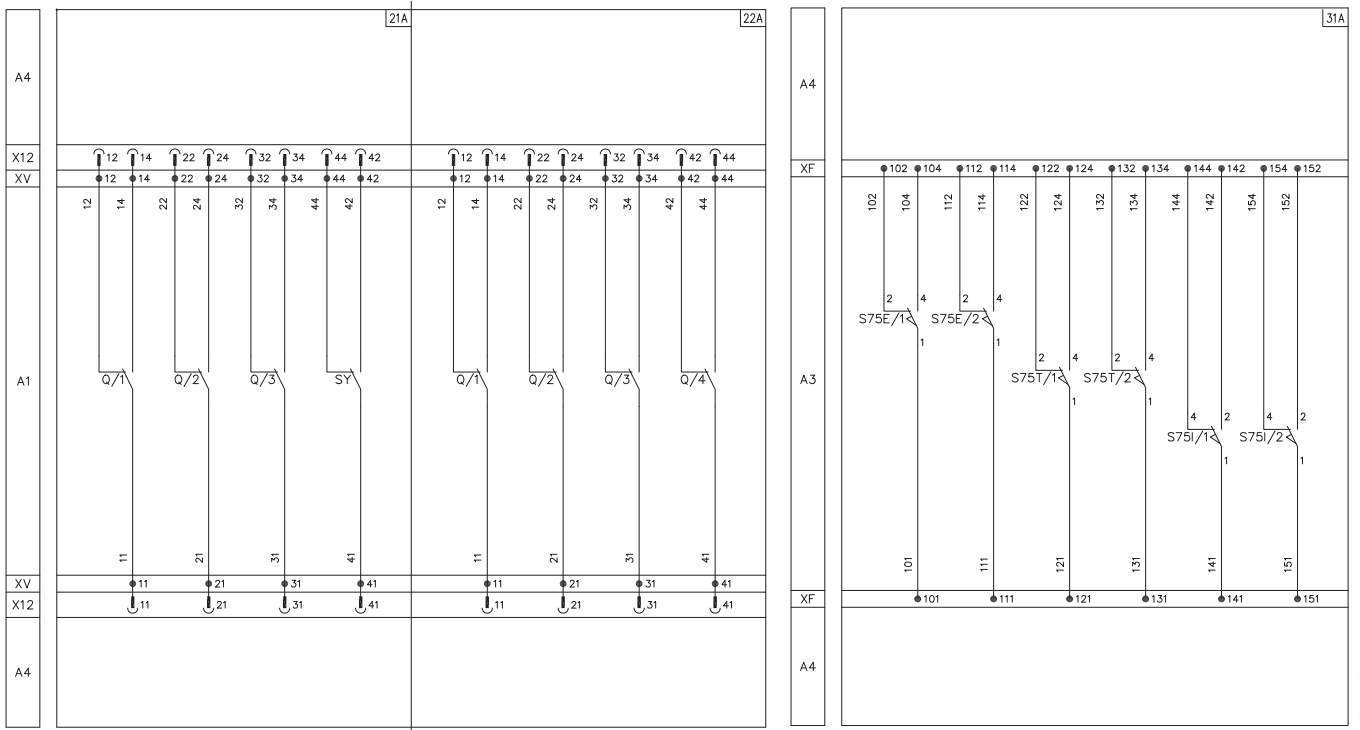 21A 22A 31A
A4 A4
X12 12 14 22 24 32 34 44 42 12 14 22 24 32 34 42 44
XF 102 104 112 114 122 124 132 134 144 142 154 152
XV 12 14 22 24 32 34 44 42 12 14 22 24 32 34 42 44
12 14 22 24 32 34 44 42 12 14 22 24 32 34 42 44
102 104 112 114 122 124 132 134 144 142 154 152
2 4 2 4
S75E/1 S75E/2
1 1
2 4 2 4
A1 Q/1 Q/2 Q/3 SY Q/1 Q/2 Q/3 Q/4
A3 S75T/1 S75T/2
1 1
4 2 4 2
S75I/1 S75I/2
1 1
11 21 31 41 11 21 31 41
101 111 121 131 141 151
XV 11 21 31 41 11 21 31 41
XF 101 111 121 131 141 151
X12 11 21 31 41 11 21 31 41
A4 A4